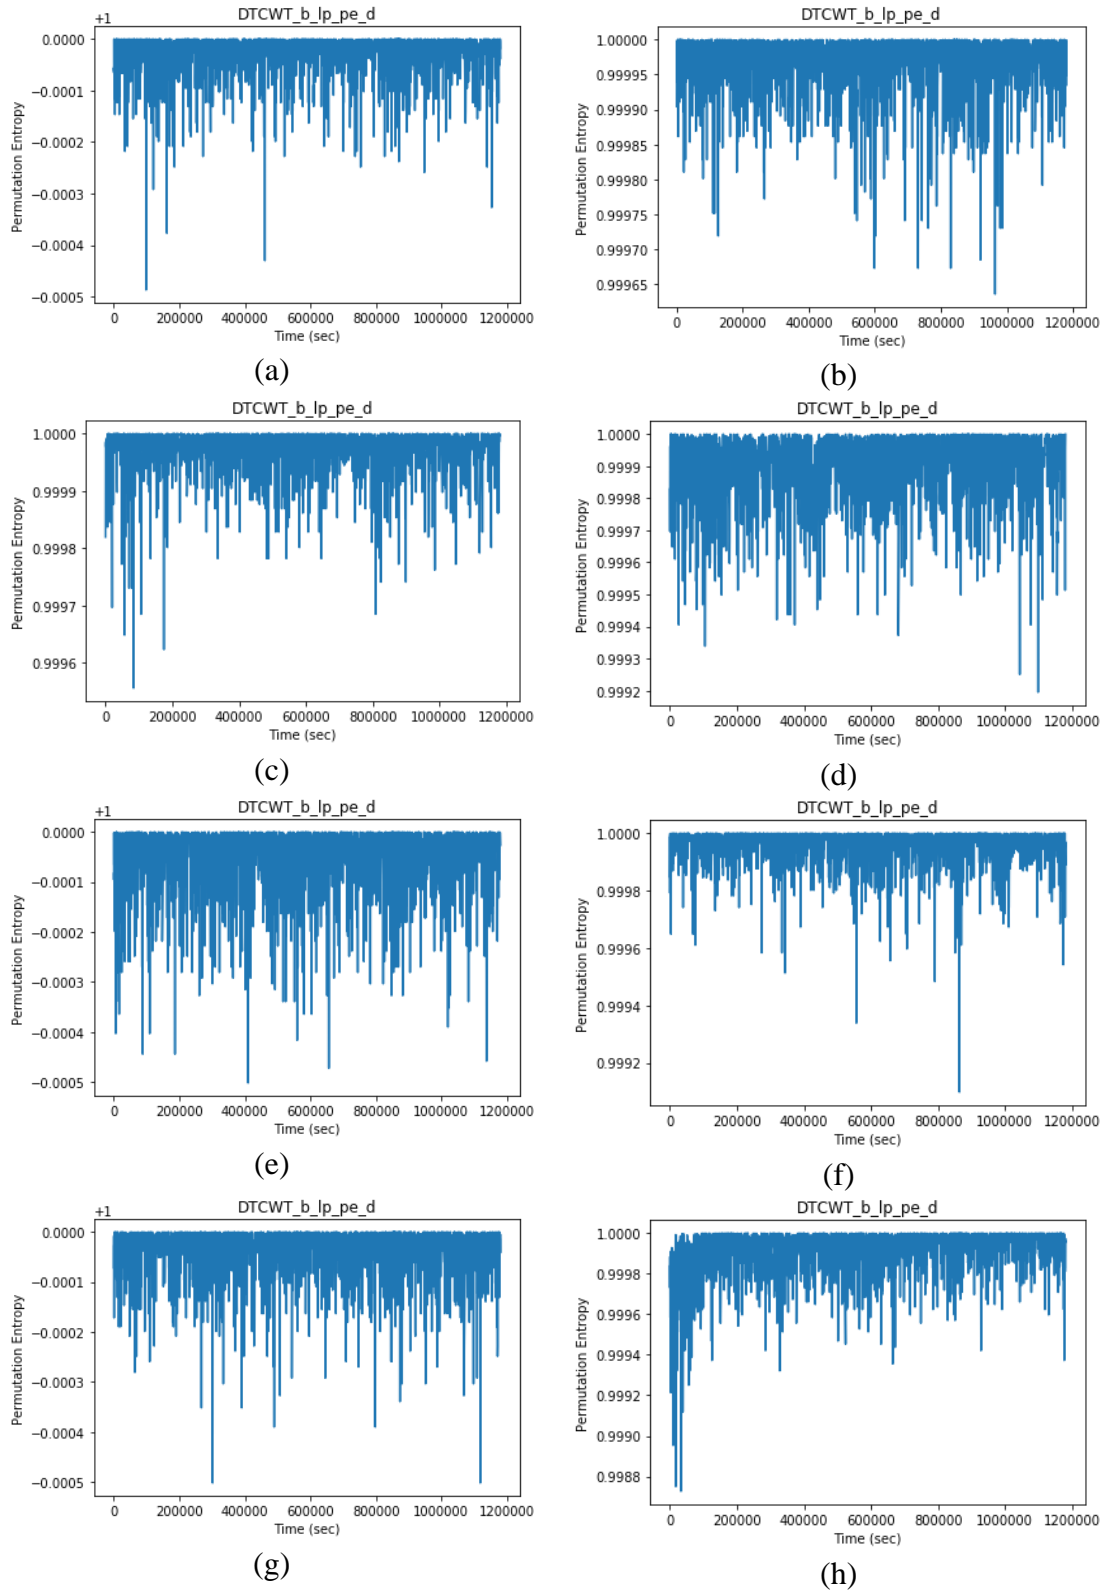 DTCWT_b_lp_pe_d
+1
0.0000
−0.0001
−0.0002
−0.0003
−0.0004
−0.0005
Permutation Entropy
0 200000 400000 600000 800000 1000000 1200000
Time (sec)
(a)
DTCWT_b_lp_pe_d
1.00000
0.99995
0.99990
0.99985
0.99980
0.99975
0.99970
0.99965
Permutation Entropy
0 200000 400000 600000 800000 1000000 1200000
Time (sec)
(b)
DTCWT_b_lp_pe_d
1.0000
0.9999
0.9998
0.9997
0.9996
Permutation Entropy
0 200000 400000 600000 800000 1000000 1200000
Time (sec)
(c)
DTCWT_b_lp_pe_d
1.0000
0.9999
0.9998
0.9997
0.9996
0.9995
0.9994
0.9993
0.9992
Permutation Entropy
0 200000 400000 600000 800000 1000000 1200000
Time (sec)
(d)
DTCWT_b_lp_pe_d
+1
0.0000
−0.0001
−0.0002
−0.0003
−0.0004
−0.0005
Permutation Entropy
0 200000 400000 600000 800000 1000000 1200000
Time (sec)
(e)
DTCWT_b_lp_pe_d
1.0000
0.9998
0.9996
0.9994
0.9992
Permutation Entropy
0 200000 400000 600000 800000 1000000 1200000
Time (sec)
(f)
DTCWT_b_lp_pe_d
+1
0.0000
−0.0001
−0.0002
−0.0003
−0.0004
−0.0005
Permutation Entropy
0 200000 400000 600000 800000 1000000 1200000
Time (sec)
(g)
DTCWT_b_lp_pe_d
1.0000
0.9998
0.9996
0.9994
0.9992
0.9990
0.9988
Permutation Entropy
0 200000 400000 600000 800000 1000000 1200000
Time (sec)
(h)